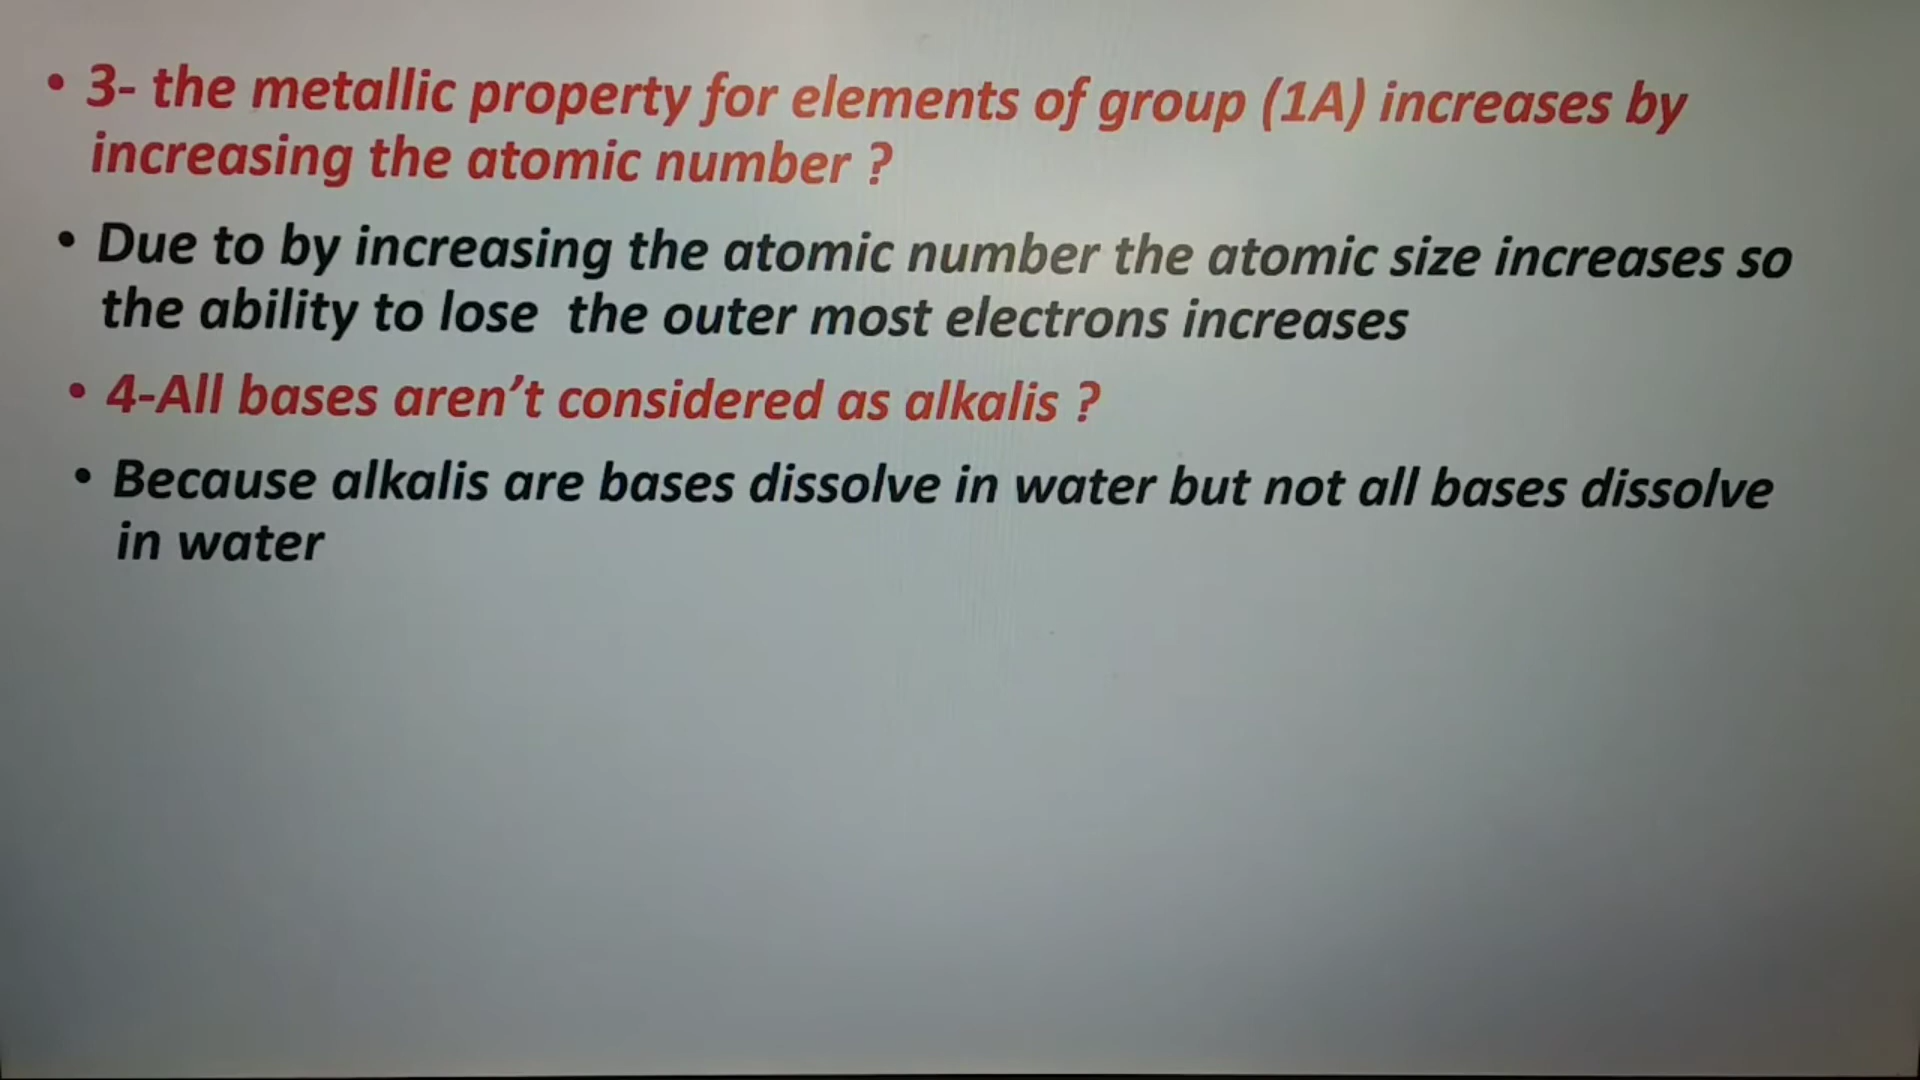 • 3- the metallic property for elements of group (1A) increases by
increasing the atomic number ?
• Due to by increasing the atomic number the atomic size increases so
the ability to lose the outer most electrons increases
• 4-All bases aren’t considered as alkalis ?
• Because alkalis are bases dissolve in water but not all bases dissolve
in water